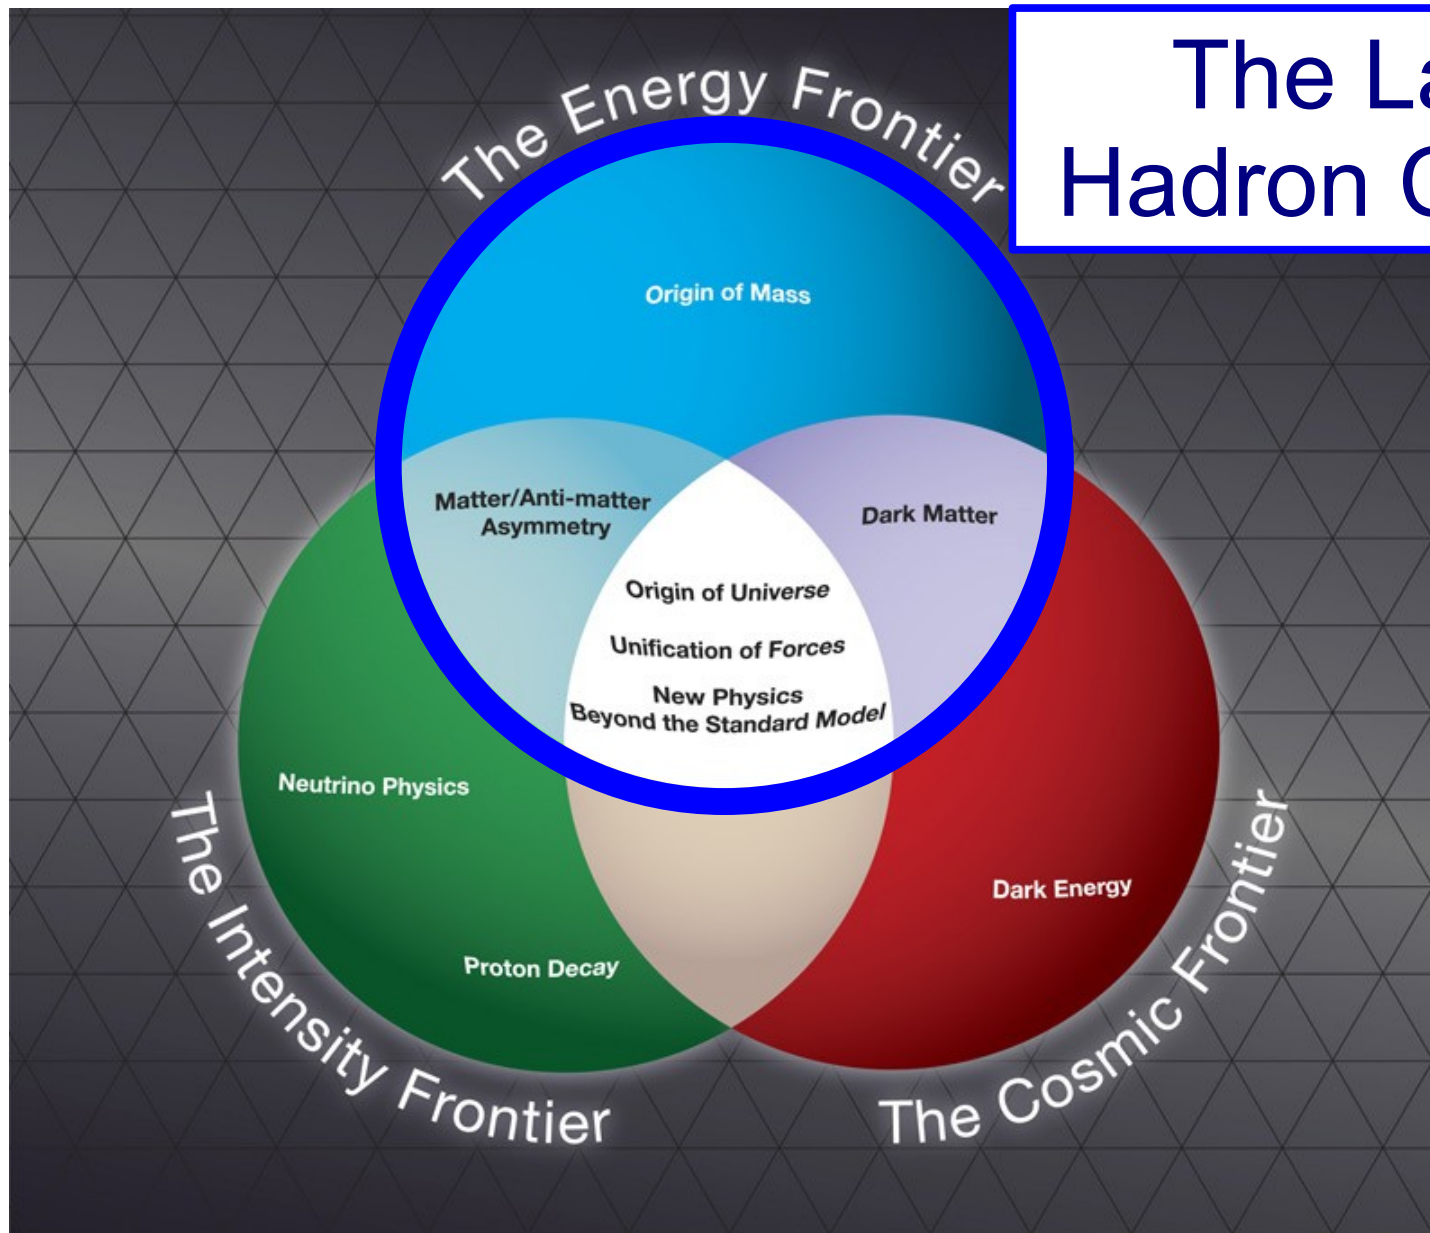 The Energy Frontier
The La
Hadron C
Origin of Mass
Matter/Anti-matter
Asymmetry
Dark Matter
Origin of Universe
Unification of Forces
New Physics
Beyond the Standard Model
Neutrino Physics
Dark Energy
Proton Decay
The Intensity Frontier
The Cosmic Frontier